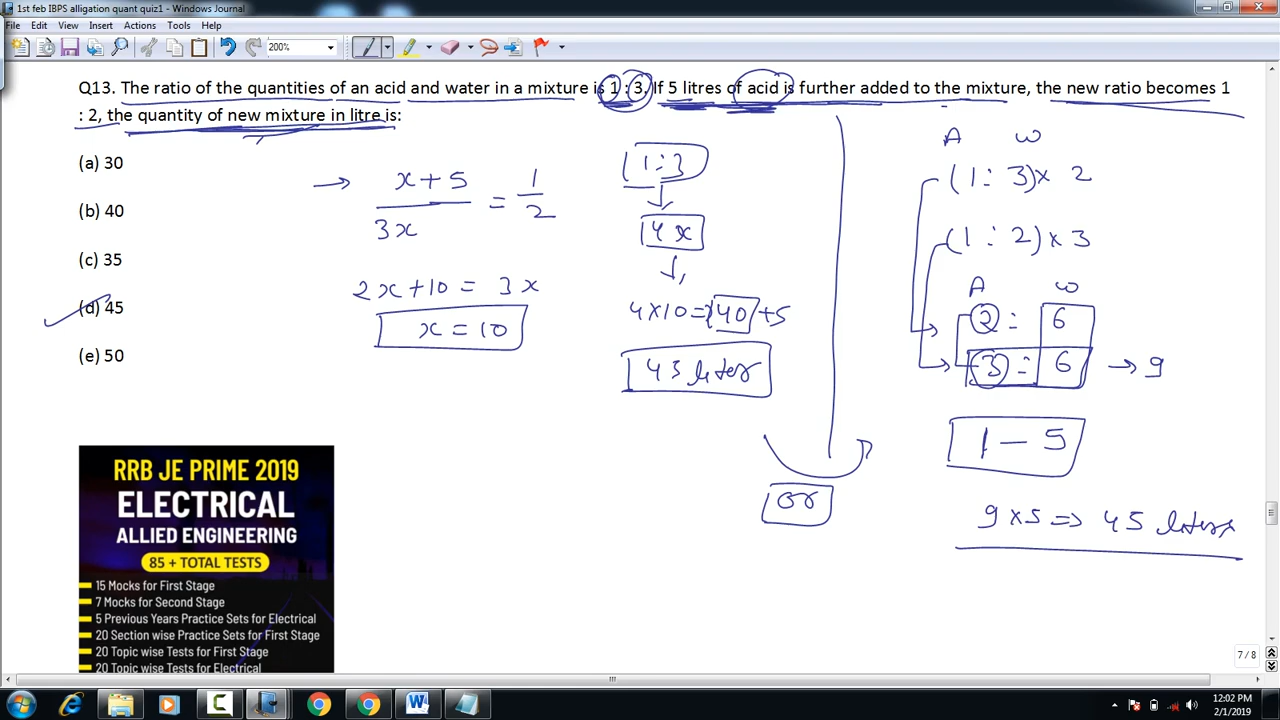 1st feb IBPS alligation quant quiz1 - Windows Journal
File Edit View Insert Actions Tools Help
200%
Q13. The ratio of the quantities of an acid and water in a mixture is 1 : 3. If 5 litres of acid is further added to the mixture, the new ratio becomes 1
: 2, the quantity of new mixture in litre is:
(a) 30
(b) 40
(c) 35
(d) 45
(e) 50
x + 5 / 3x = 1 / 2
2x + 10 = 3x
x = 10
1 : 3
4x
4 x 10 = 40 + 5
45 liter
or
A W
(1 : 3) x 2
(1 : 2) x 3
A W
2 : 6
3 : 6 → 9
1 – 5
9 x 5 => 45 liters
RRB JE PRIME 2019
ELECTRICAL
ALLIED ENGINEERING
85 + TOTAL TESTS
15 Mocks for First Stage
7 Mocks for Second Stage
5 Previous Years Practice Sets for Electrical
20 Section wise Practice Sets for First Stage
20 Topic wise Tests for First Stage
20 Topic wise Tests for Electrical
7 / 8
12:02 PM
2/1/2019